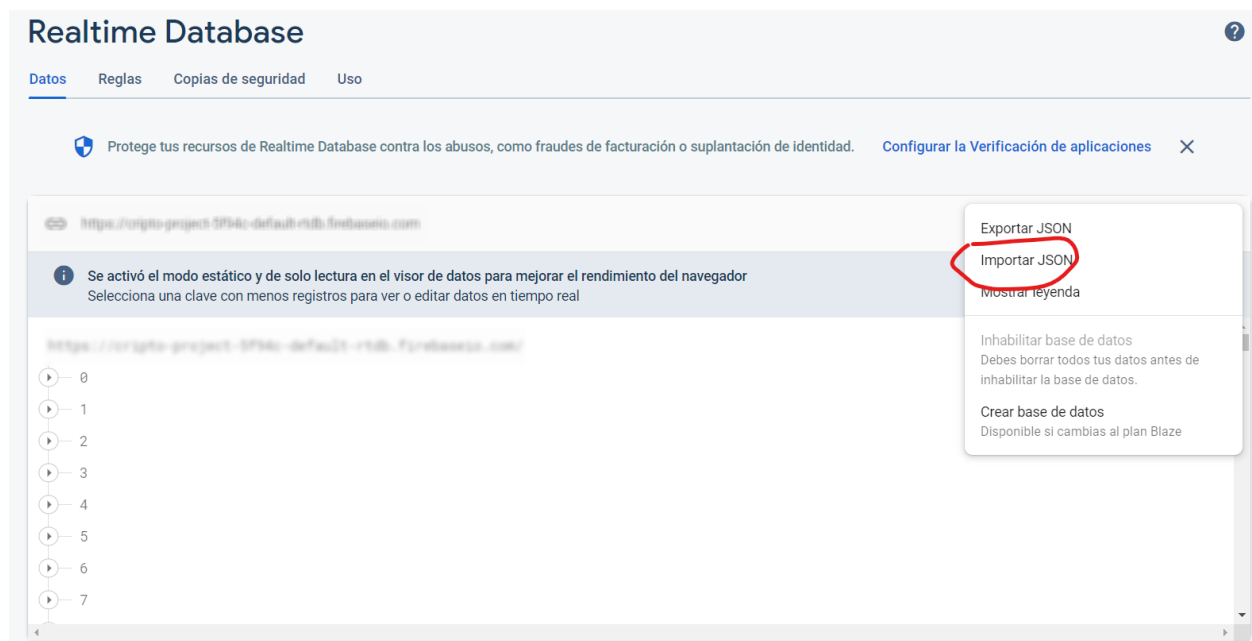 Realtime Database
Datos Reglas Copias de seguridad Uso
Protege tus recursos de Realtime Database contra los abusos, como fraudes de facturación o suplantación de identidad. Configurar la Verificación de aplicaciones
Exportar JSON
Importar JSON
Mostrar leyenda
Inhabilitar base de datos
Debes borrar todos tus datos antes de
inhabilitar la base de datos.
Crear base de datos
Disponible si cambias al plan Blaze
Se activó el modo estático y de solo lectura en el visor de datos para mejorar el rendimiento del navegador
Selecciona una clave con menos registros para ver o editar datos en tiempo real
0
1
2
3
4
5
6
7